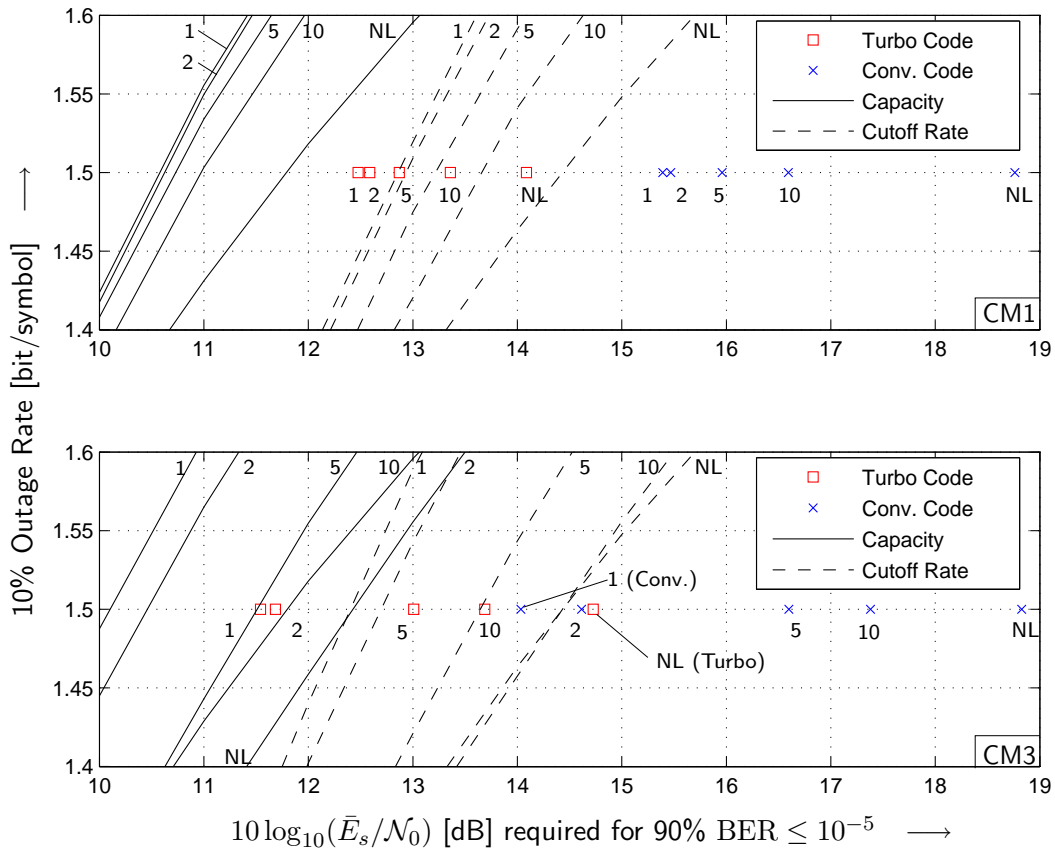 10% Outage Rate [bit/symbol] ⟶
1.6
1.55
1.5
1.45
1.4
1
2
5
10
NL
1
2
5
10
NL
Turbo Code
Conv. Code
Capacity
Cutoff Rate
1 2 5 10 NL 1 2 5 10 NL
CM1
10 11 12 13 14 15 16 17 18 19
1.6
1.55
1.5
1.45
1.4
1 2 5 10 1 2 5 10 NL
Turbo Code
Conv. Code
Capacity
Cutoff Rate
1 (Conv.)
1 2 5 10 2 5 10 NL
NL (Turbo)
NL
CM3
10 11 12 13 14 15 16 17 18 19
10 log₁₀(Ēₛ/𝒩₀) [dB] required for 90% BER ≤ 10⁻⁵ ⟶